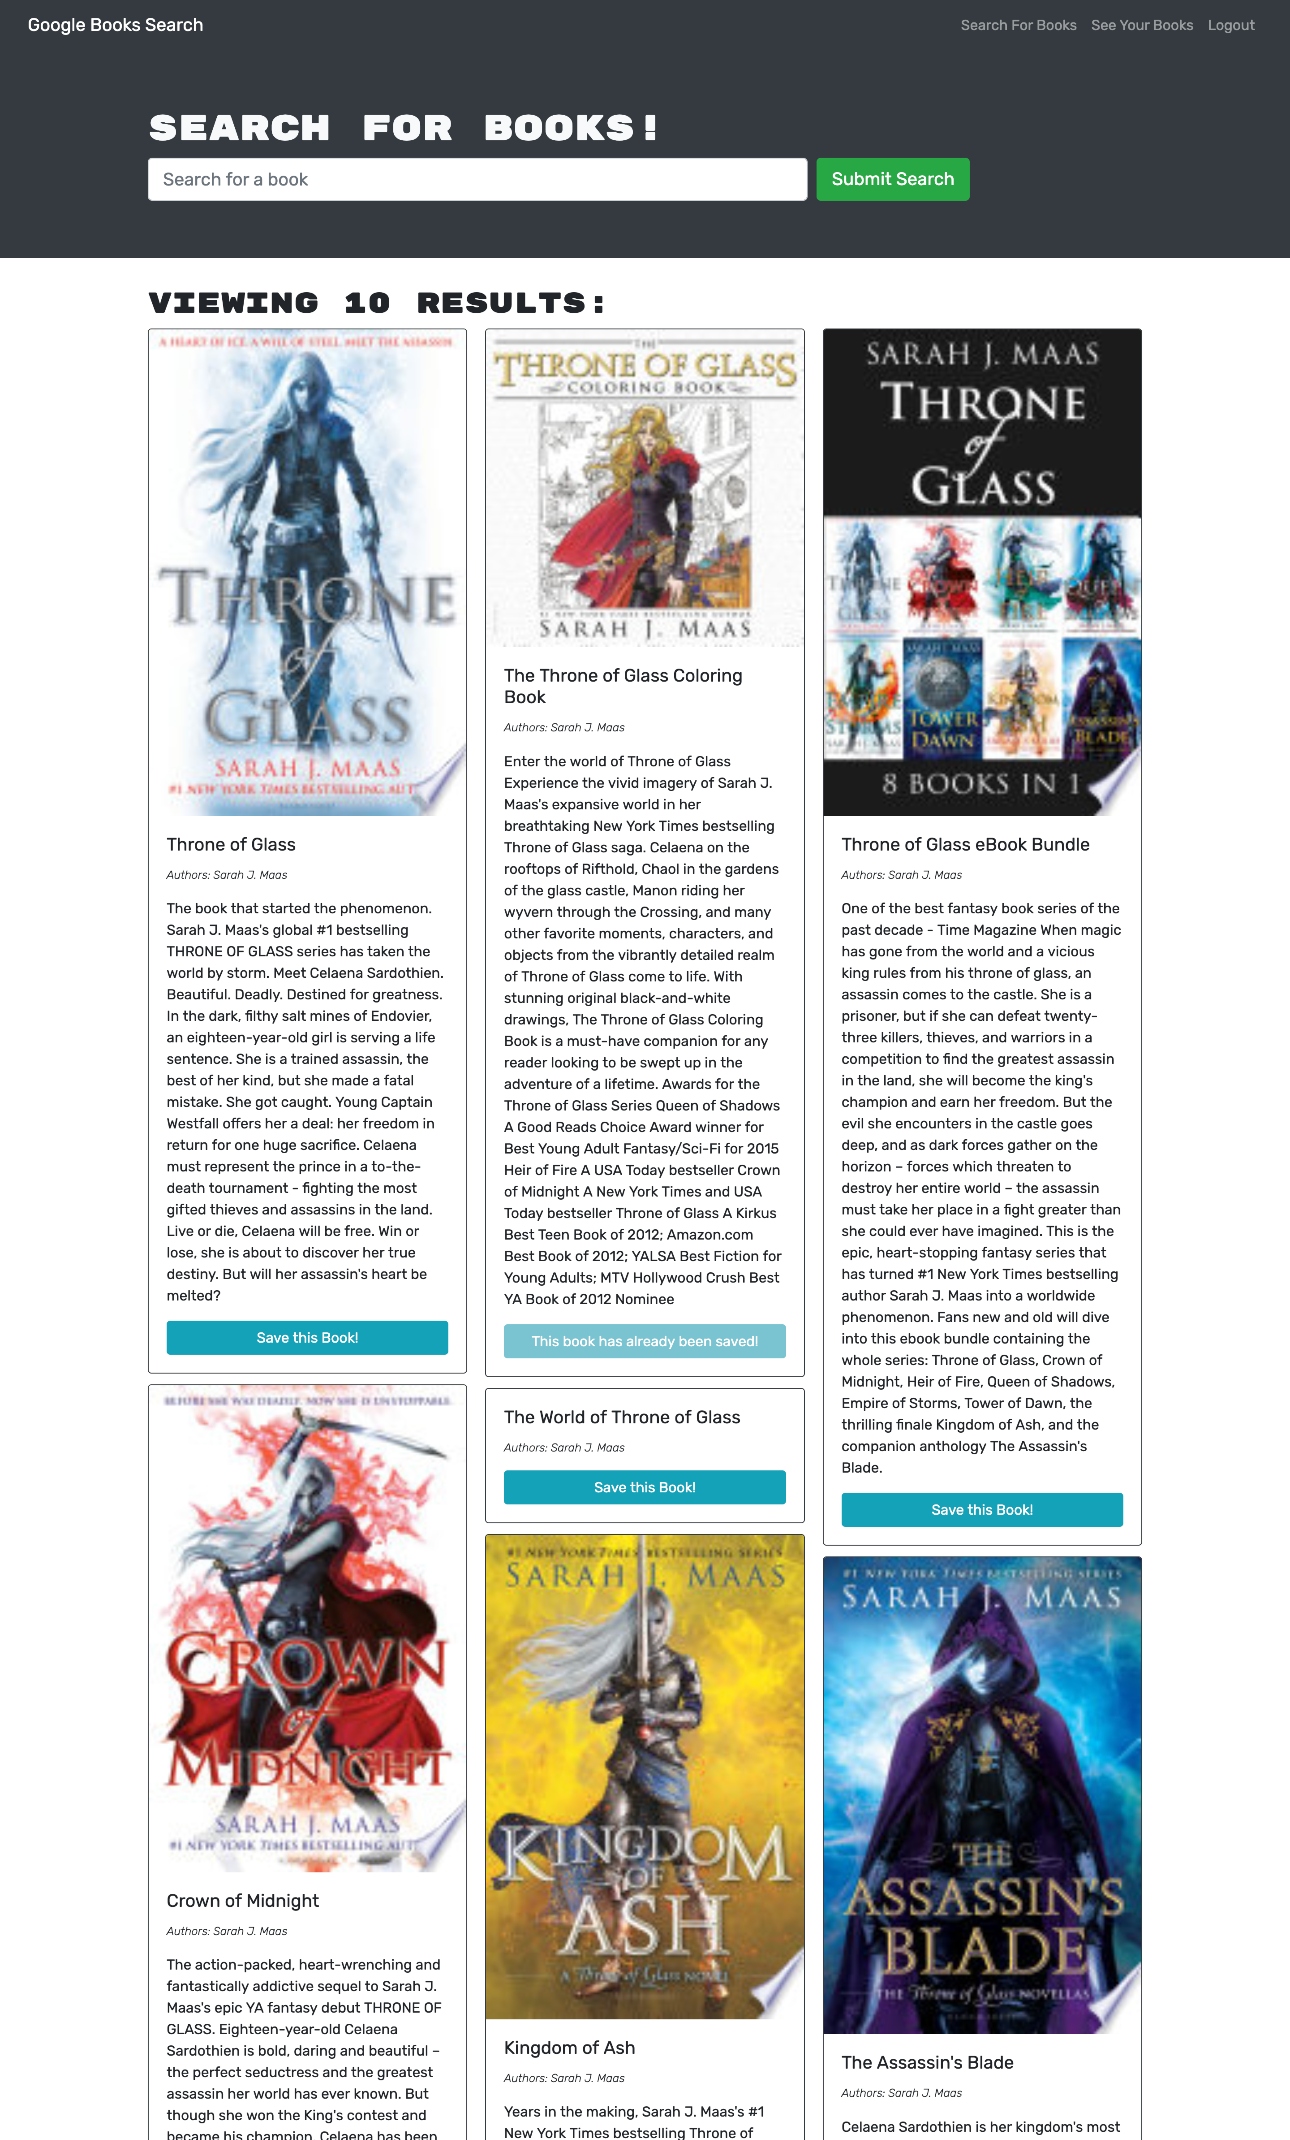 Google Books Search
Search For Books
See Your Books
Logout
SEARCH FOR BOOKS!
Search for a book
Submit Search
VIEWING 10 RESULTS:
A HEART OF ICE. A WILL OF STEEL. MEET THE ASSASSIN
THRONE
of
GLASS
SARAH J. MAAS
#1 NEW YORK TIMES BESTSELLING AUT
Throne of Glass
Authors: Sarah J. Maas
The book that started the phenomenon.
Sarah J. Maas's global #1 bestselling
THRONE OF GLASS series has taken the
world by storm. Meet Celaena Sardothien.
Beautiful. Deadly. Destined for greatness.
In the dark, filthy salt mines of Endovier,
an eighteen-year-old girl is serving a life
sentence. She is a trained assassin, the
best of her kind, but she made a fatal
mistake. She got caught. Young Captain
Westfall offers her a deal: her freedom in
return for one huge sacrifice. Celaena
must represent the prince in a to-the-
death tournament - fighting the most
gifted thieves and assassins in the land.
Live or die, Celaena will be free. Win or
lose, she is about to discover her true
destiny. But will her assassin's heart be
melted?
Save this Book!
BEFORE SHE WAS DEADLY. NOW SHE IS UNSTOPPABLE.
CROWN
of
MIDNIGHT
SARAH J. MAAS
#1 NEW YORK TIMES BESTSELLING AUT
Crown of Midnight
Authors: Sarah J. Maas
The action-packed, heart-wrenching and
fantastically addictive sequel to Sarah J.
Maas's epic YA fantasy debut THRONE OF
GLASS. Eighteen-year-old Celaena
Sardothien is bold, daring and beautiful –
the perfect seductress and the greatest
assassin her world has ever known. But
though she won the King's contest and
became his champion, Celaena has been
THE
THRONE OF GLASS
COLORING BOOK
#1 NEW YORK TIMES BESTSELLING AUTHOR
SARAH J. MAAS
The Throne of Glass Coloring
Book
Authors: Sarah J. Maas
Enter the world of Throne of Glass
Experience the vivid imagery of Sarah J.
Maas's expansive world in her
breathtaking New York Times bestselling
Throne of Glass saga. Celaena on the
rooftops of Rifthold, Chaol in the gardens
of the glass castle, Manon riding her
wyvern through the Crossing, and many
other favorite moments, characters, and
objects from the vibrantly detailed realm
of Throne of Glass come to life. With
stunning original black-and-white
drawings, The Throne of Glass Coloring
Book is a must-have companion for any
reader looking to be swept up in the
adventure of a lifetime. Awards for the
Throne of Glass Series Queen of Shadows
A Good Reads Choice Award winner for
Best Young Adult Fantasy/Sci-Fi for 2015
Heir of Fire A USA Today bestseller Crown
of Midnight A New York Times and USA
Today bestseller Throne of Glass A Kirkus
Best Teen Book of 2012; Amazon.com
Best Book of 2012; YALSA Best Fiction for
Young Adults; MTV Hollywood Crush Best
YA Book of 2012 Nominee
This book has already been saved!
The World of Throne of Glass
Authors: Sarah J. Maas
Save this Book!
#1 NEW YORK TIMES BESTSELLING SERIES
SARAH J. MAAS
KINGDOM
OF
ASH
A Throne of Glass NOVEL
Kingdom of Ash
Authors: Sarah J. Maas
Years in the making, Sarah J. Maas's #1
New York Times bestselling Throne of
SARAH J. MAAS
THRONE
of
GLASS
TOWER
DAWN
BLADE
8 BOOKS IN 1
Throne of Glass eBook Bundle
Authors: Sarah J. Maas
One of the best fantasy book series of the
past decade - Time Magazine When magic
has gone from the world and a vicious
king rules from his throne of glass, an
assassin comes to the castle. She is a
prisoner, but if she can defeat twenty-
three killers, thieves, and warriors in a
competition to find the greatest assassin
in the land, she will become the king's
champion and earn her freedom. But the
evil she encounters in the castle goes
deep, and as dark forces gather on the
horizon – forces which threaten to
destroy her entire world – the assassin
must take her place in a fight greater than
she could ever have imagined. This is the
epic, heart-stopping fantasy series that
has turned #1 New York Times bestselling
author Sarah J. Maas into a worldwide
phenomenon. Fans new and old will dive
into this ebook bundle containing the
whole series: Throne of Glass, Crown of
Midnight, Heir of Fire, Queen of Shadows,
Empire of Storms, Tower of Dawn, the
thrilling finale Kingdom of Ash, and the
companion anthology The Assassin's
Blade.
Save this Book!
#1 NEW YORK TIMES BESTSELLING SERIES
SARAH J. MAAS
THE
ASSASSIN'S
BLADE
THE Throne of Glass NOVELLAS
The Assassin's Blade
Authors: Sarah J. Maas
Celaena Sardothien is her kingdom's most